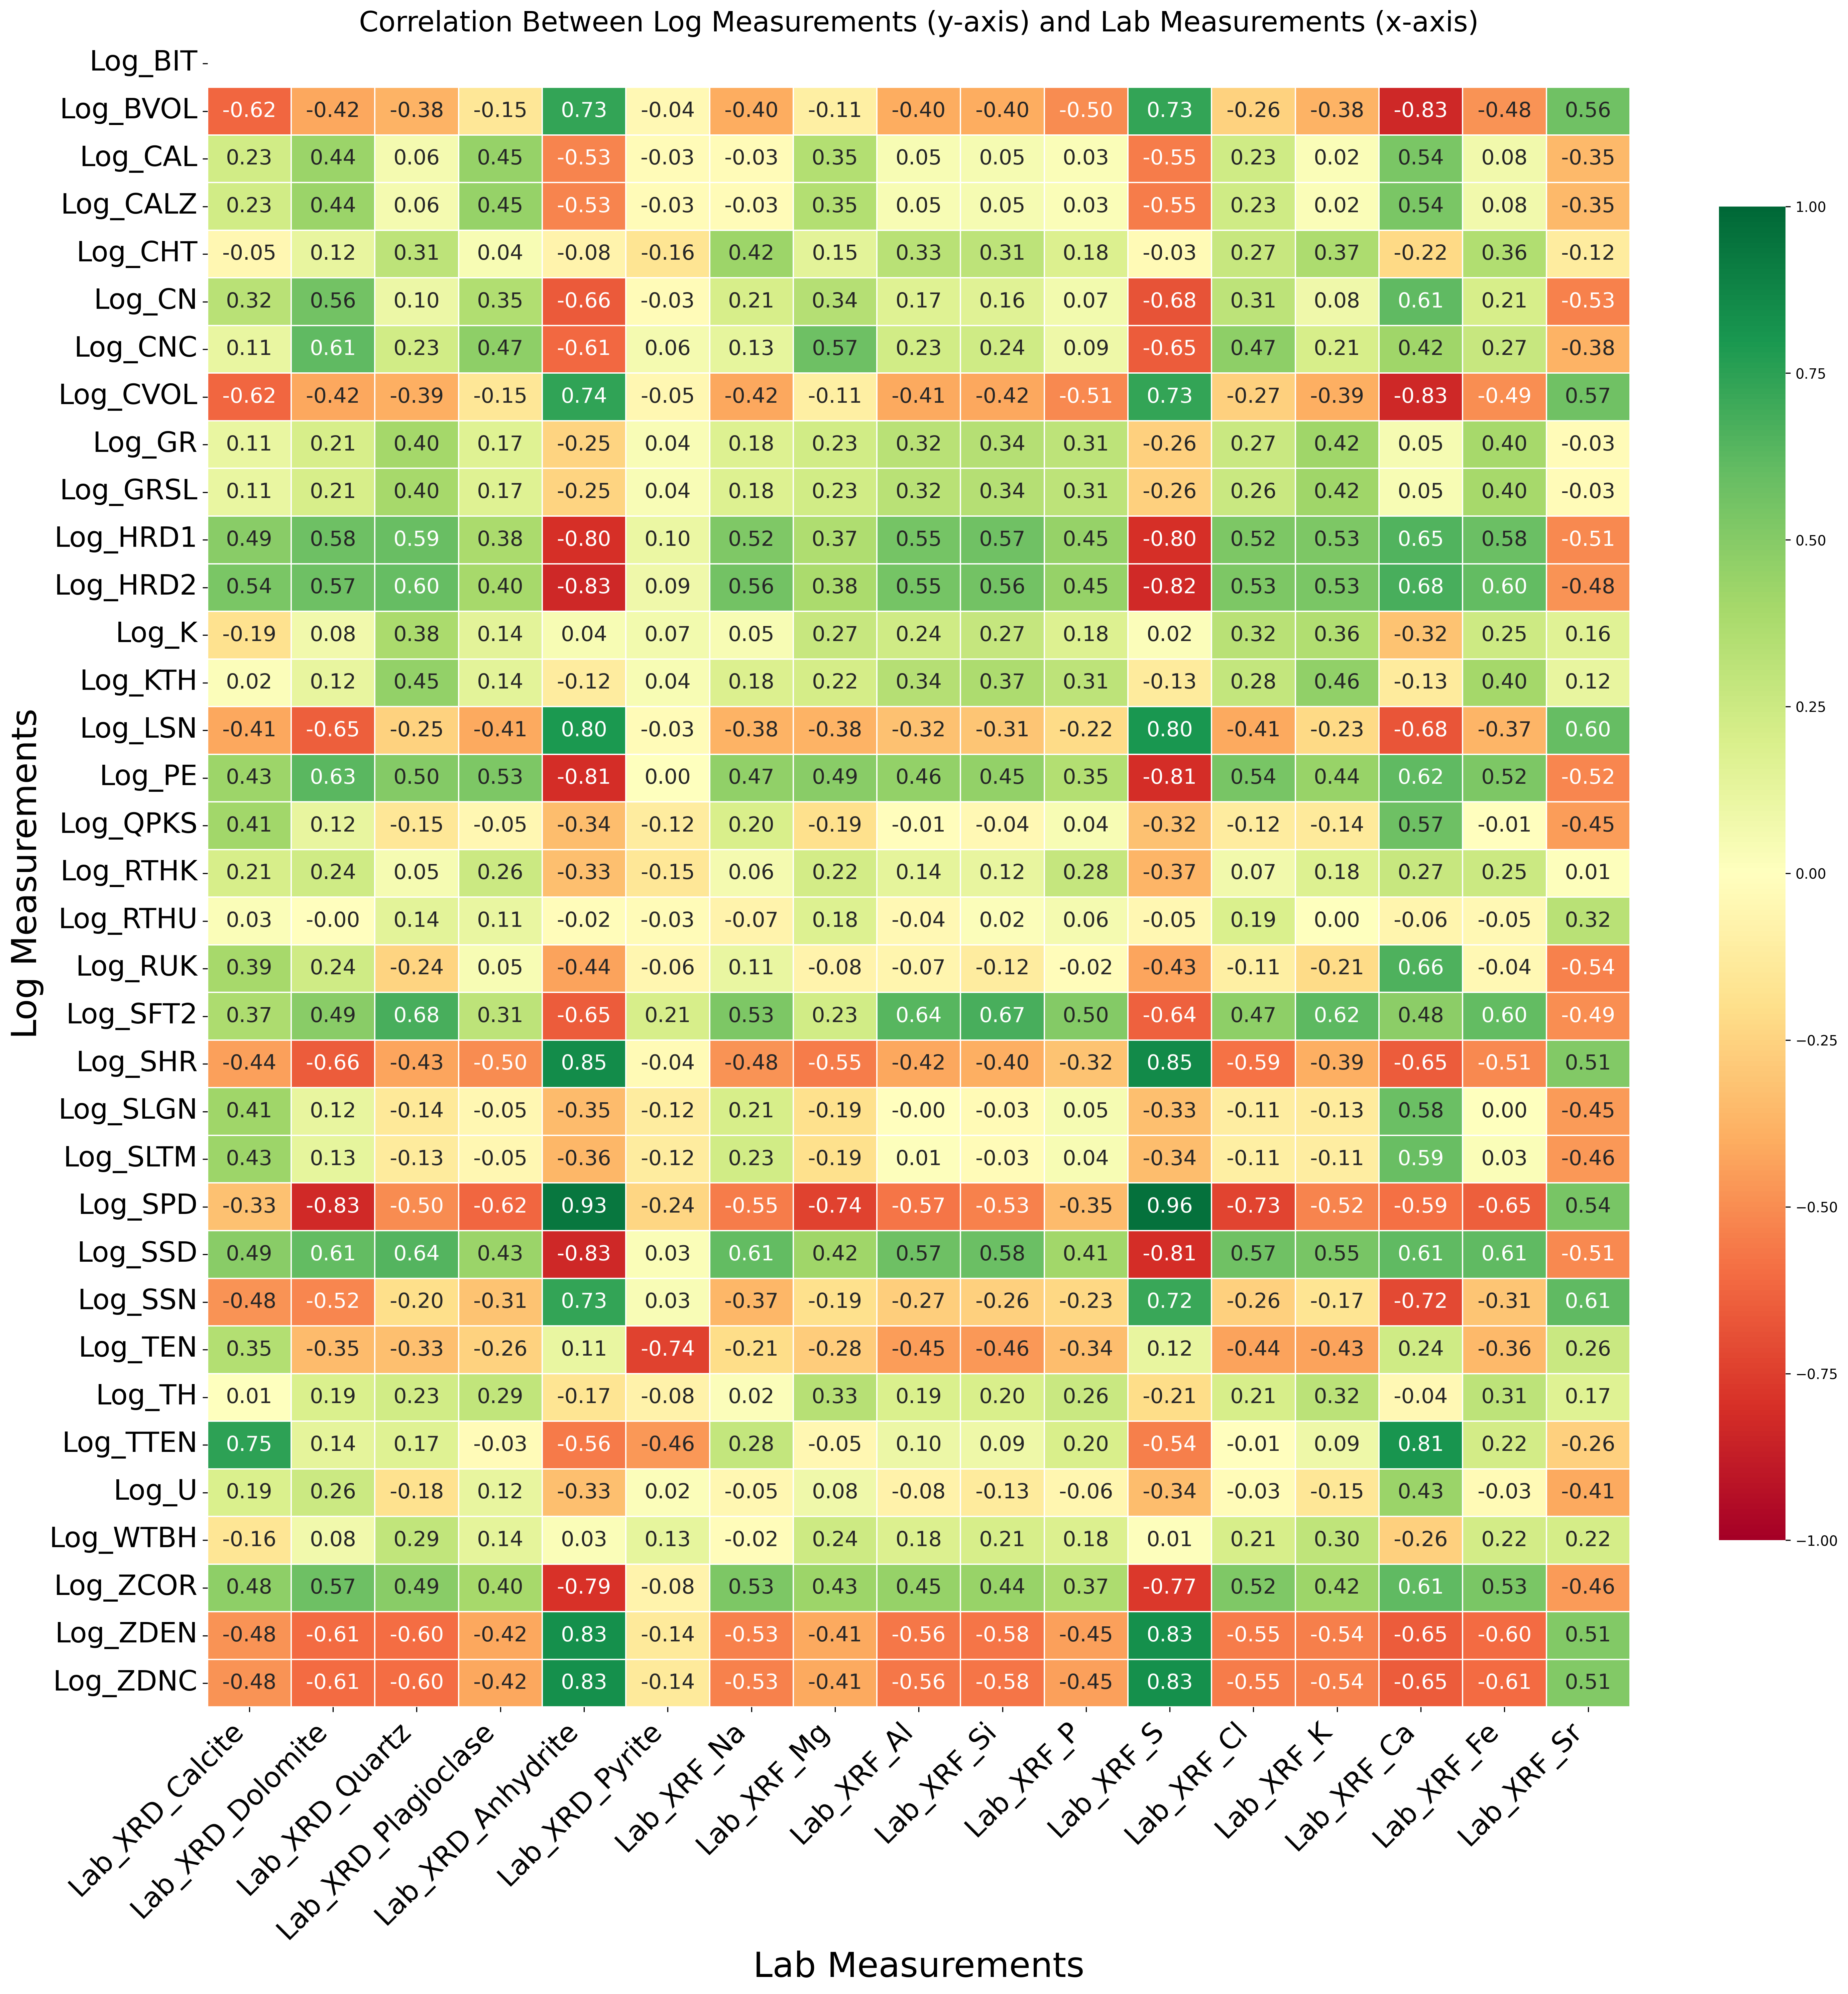 Correlation Between Log Measurements (y-axis) and Lab Measurements (x-axis)
Log Measurements
Log_BIT
Log_BVOL -0.62 -0.42 -0.38 -0.15 0.73 -0.04 -0.40 -0.11 -0.40 -0.40 -0.50 0.73 -0.26 -0.38 -0.83 -0.48 0.56
Log_CAL 0.23 0.44 0.06 0.45 -0.53 -0.03 -0.03 0.35 0.05 0.05 0.03 -0.55 0.23 0.02 0.54 0.08 -0.35
Log_CALZ 0.23 0.44 0.06 0.45 -0.53 -0.03 -0.03 0.35 0.05 0.05 0.03 -0.55 0.23 0.02 0.54 0.08 -0.35
Log_CHT -0.05 0.12 0.31 0.04 -0.08 -0.16 0.42 0.15 0.33 0.31 0.18 -0.03 0.27 0.37 -0.22 0.36 -0.12
Log_CN 0.32 0.56 0.10 0.35 -0.66 -0.03 0.21 0.34 0.17 0.16 0.07 -0.68 0.31 0.08 0.61 0.21 -0.53
Log_CNC 0.11 0.61 0.23 0.47 -0.61 0.06 0.13 0.57 0.23 0.24 0.09 -0.65 0.47 0.21 0.42 0.27 -0.38
Log_CVOL -0.62 -0.42 -0.39 -0.15 0.74 -0.05 -0.42 -0.11 -0.41 -0.42 -0.51 0.73 -0.27 -0.39 -0.83 -0.49 0.57
Log_GR 0.11 0.21 0.40 0.17 -0.25 0.04 0.18 0.23 0.32 0.34 0.31 -0.26 0.27 0.42 0.05 0.40 -0.03
Log_GRSL 0.11 0.21 0.40 0.17 -0.25 0.04 0.18 0.23 0.32 0.34 0.31 -0.26 0.26 0.42 0.05 0.40 -0.03
Log_HRD1 0.49 0.58 0.59 0.38 -0.80 0.10 0.52 0.37 0.55 0.57 0.45 -0.80 0.52 0.53 0.65 0.58 -0.51
Log_HRD2 0.54 0.57 0.60 0.40 -0.83 0.09 0.56 0.38 0.55 0.56 0.45 -0.82 0.53 0.53 0.68 0.60 -0.48
Log_K -0.19 0.08 0.38 0.14 0.04 0.07 0.05 0.27 0.24 0.27 0.18 0.02 0.32 0.36 -0.32 0.25 0.16
Log_KTH 0.02 0.12 0.45 0.14 -0.12 0.04 0.18 0.22 0.34 0.37 0.31 -0.13 0.28 0.46 -0.13 0.40 0.12
Log_LSN -0.41 -0.65 -0.25 -0.41 0.80 -0.03 -0.38 -0.38 -0.32 -0.31 -0.22 0.80 -0.41 -0.23 -0.68 -0.37 0.60
Log_PE 0.43 0.63 0.50 0.53 -0.81 0.00 0.47 0.49 0.46 0.45 0.35 -0.81 0.54 0.44 0.62 0.52 -0.52
Log_QPKS 0.41 0.12 -0.15 -0.05 -0.34 -0.12 0.20 -0.19 -0.01 -0.04 0.04 -0.32 -0.12 -0.14 0.57 -0.01 -0.45
Log_RTHK 0.21 0.24 0.05 0.26 -0.33 -0.15 0.06 0.22 0.14 0.12 0.28 -0.37 0.07 0.18 0.27 0.25 0.01
Log_RTHU 0.03 -0.00 0.14 0.11 -0.02 -0.03 -0.07 0.18 -0.04 0.02 0.06 -0.05 0.19 0.00 -0.06 -0.05 0.32
Log_RUK 0.39 0.24 -0.24 0.05 -0.44 -0.06 0.11 -0.08 -0.07 -0.12 -0.02 -0.43 -0.11 -0.21 0.66 -0.04 -0.54
Log_SFT2 0.37 0.49 0.68 0.31 -0.65 0.21 0.53 0.23 0.64 0.67 0.50 -0.64 0.47 0.62 0.48 0.60 -0.49
Log_SHR -0.44 -0.66 -0.43 -0.50 0.85 -0.04 -0.48 -0.55 -0.42 -0.40 -0.32 0.85 -0.59 -0.39 -0.65 -0.51 0.51
Log_SLGN 0.41 0.12 -0.14 -0.05 -0.35 -0.12 0.21 -0.19 -0.00 -0.03 0.05 -0.33 -0.11 -0.13 0.58 0.00 -0.45
Log_SLTM 0.43 0.13 -0.13 -0.05 -0.36 -0.12 0.23 -0.19 0.01 -0.03 0.04 -0.34 -0.11 -0.11 0.59 0.03 -0.46
Log_SPD -0.33 -0.83 -0.50 -0.62 0.93 -0.24 -0.55 -0.74 -0.57 -0.53 -0.35 0.96 -0.73 -0.52 -0.59 -0.65 0.54
Log_SSD 0.49 0.61 0.64 0.43 -0.83 0.03 0.61 0.42 0.57 0.58 0.41 -0.81 0.57 0.55 0.61 0.61 -0.51
Log_SSN -0.48 -0.52 -0.20 -0.31 0.73 0.03 -0.37 -0.19 -0.27 -0.26 -0.23 0.72 -0.26 -0.17 -0.72 -0.31 0.61
Log_TEN 0.35 -0.35 -0.33 -0.26 0.11 -0.74 -0.21 -0.28 -0.45 -0.46 -0.34 0.12 -0.44 -0.43 0.24 -0.36 0.26
Log_TH 0.01 0.19 0.23 0.29 -0.17 -0.08 0.02 0.33 0.19 0.20 0.26 -0.21 0.21 0.32 -0.04 0.31 0.17
Log_TTEN 0.75 0.14 0.17 -0.03 -0.56 -0.46 0.28 -0.05 0.10 0.09 0.20 -0.54 -0.01 0.09 0.81 0.22 -0.26
Log_U 0.19 0.26 -0.18 0.12 -0.33 0.02 -0.05 0.08 -0.08 -0.13 -0.06 -0.34 -0.03 -0.15 0.43 -0.03 -0.41
Log_WTBH -0.16 0.08 0.29 0.14 0.03 0.13 -0.02 0.24 0.18 0.21 0.18 0.01 0.21 0.30 -0.26 0.22 0.22
Log_ZCOR 0.48 0.57 0.49 0.40 -0.79 -0.08 0.53 0.43 0.45 0.44 0.37 -0.77 0.52 0.42 0.61 0.53 -0.46
Log_ZDEN -0.48 -0.61 -0.60 -0.42 0.83 -0.14 -0.53 -0.41 -0.56 -0.58 -0.45 0.83 -0.55 -0.54 -0.65 -0.60 0.51
Log_ZDNC -0.48 -0.61 -0.60 -0.42 0.83 -0.14 -0.53 -0.41 -0.56 -0.58 -0.45 0.83 -0.55 -0.54 -0.65 -0.61 0.51
Lab_XRD_Calcite
Lab_XRD_Dolomite
Lab_XRD_Quartz
Lab_XRD_Plagioclase
Lab_XRD_Anhydrite
Lab_XRD_Pyrite
Lab_XRF_Na
Lab_XRF_Mg
Lab_XRF_Al
Lab_XRF_Si
Lab_XRF_P
Lab_XRF_S
Lab_XRF_Cl
Lab_XRF_K
Lab_XRF_Ca
Lab_XRF_Fe
Lab_XRF_Sr
Lab Measurements
1.00
0.75
0.50
0.25
0.00
−0.25
−0.50
−0.75
−1.00